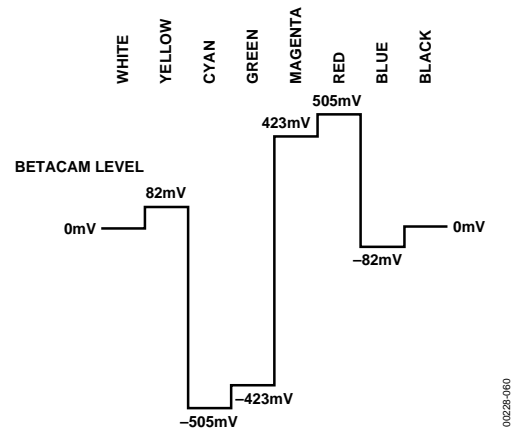 WHITE
YELLOW
CYAN
GREEN
MAGENTA
RED
BLUE
BLACK
505mV
423mV
BETACAM LEVEL
82mV
0mV
0mV
–82mV
–423mV
–505mV
00228-060